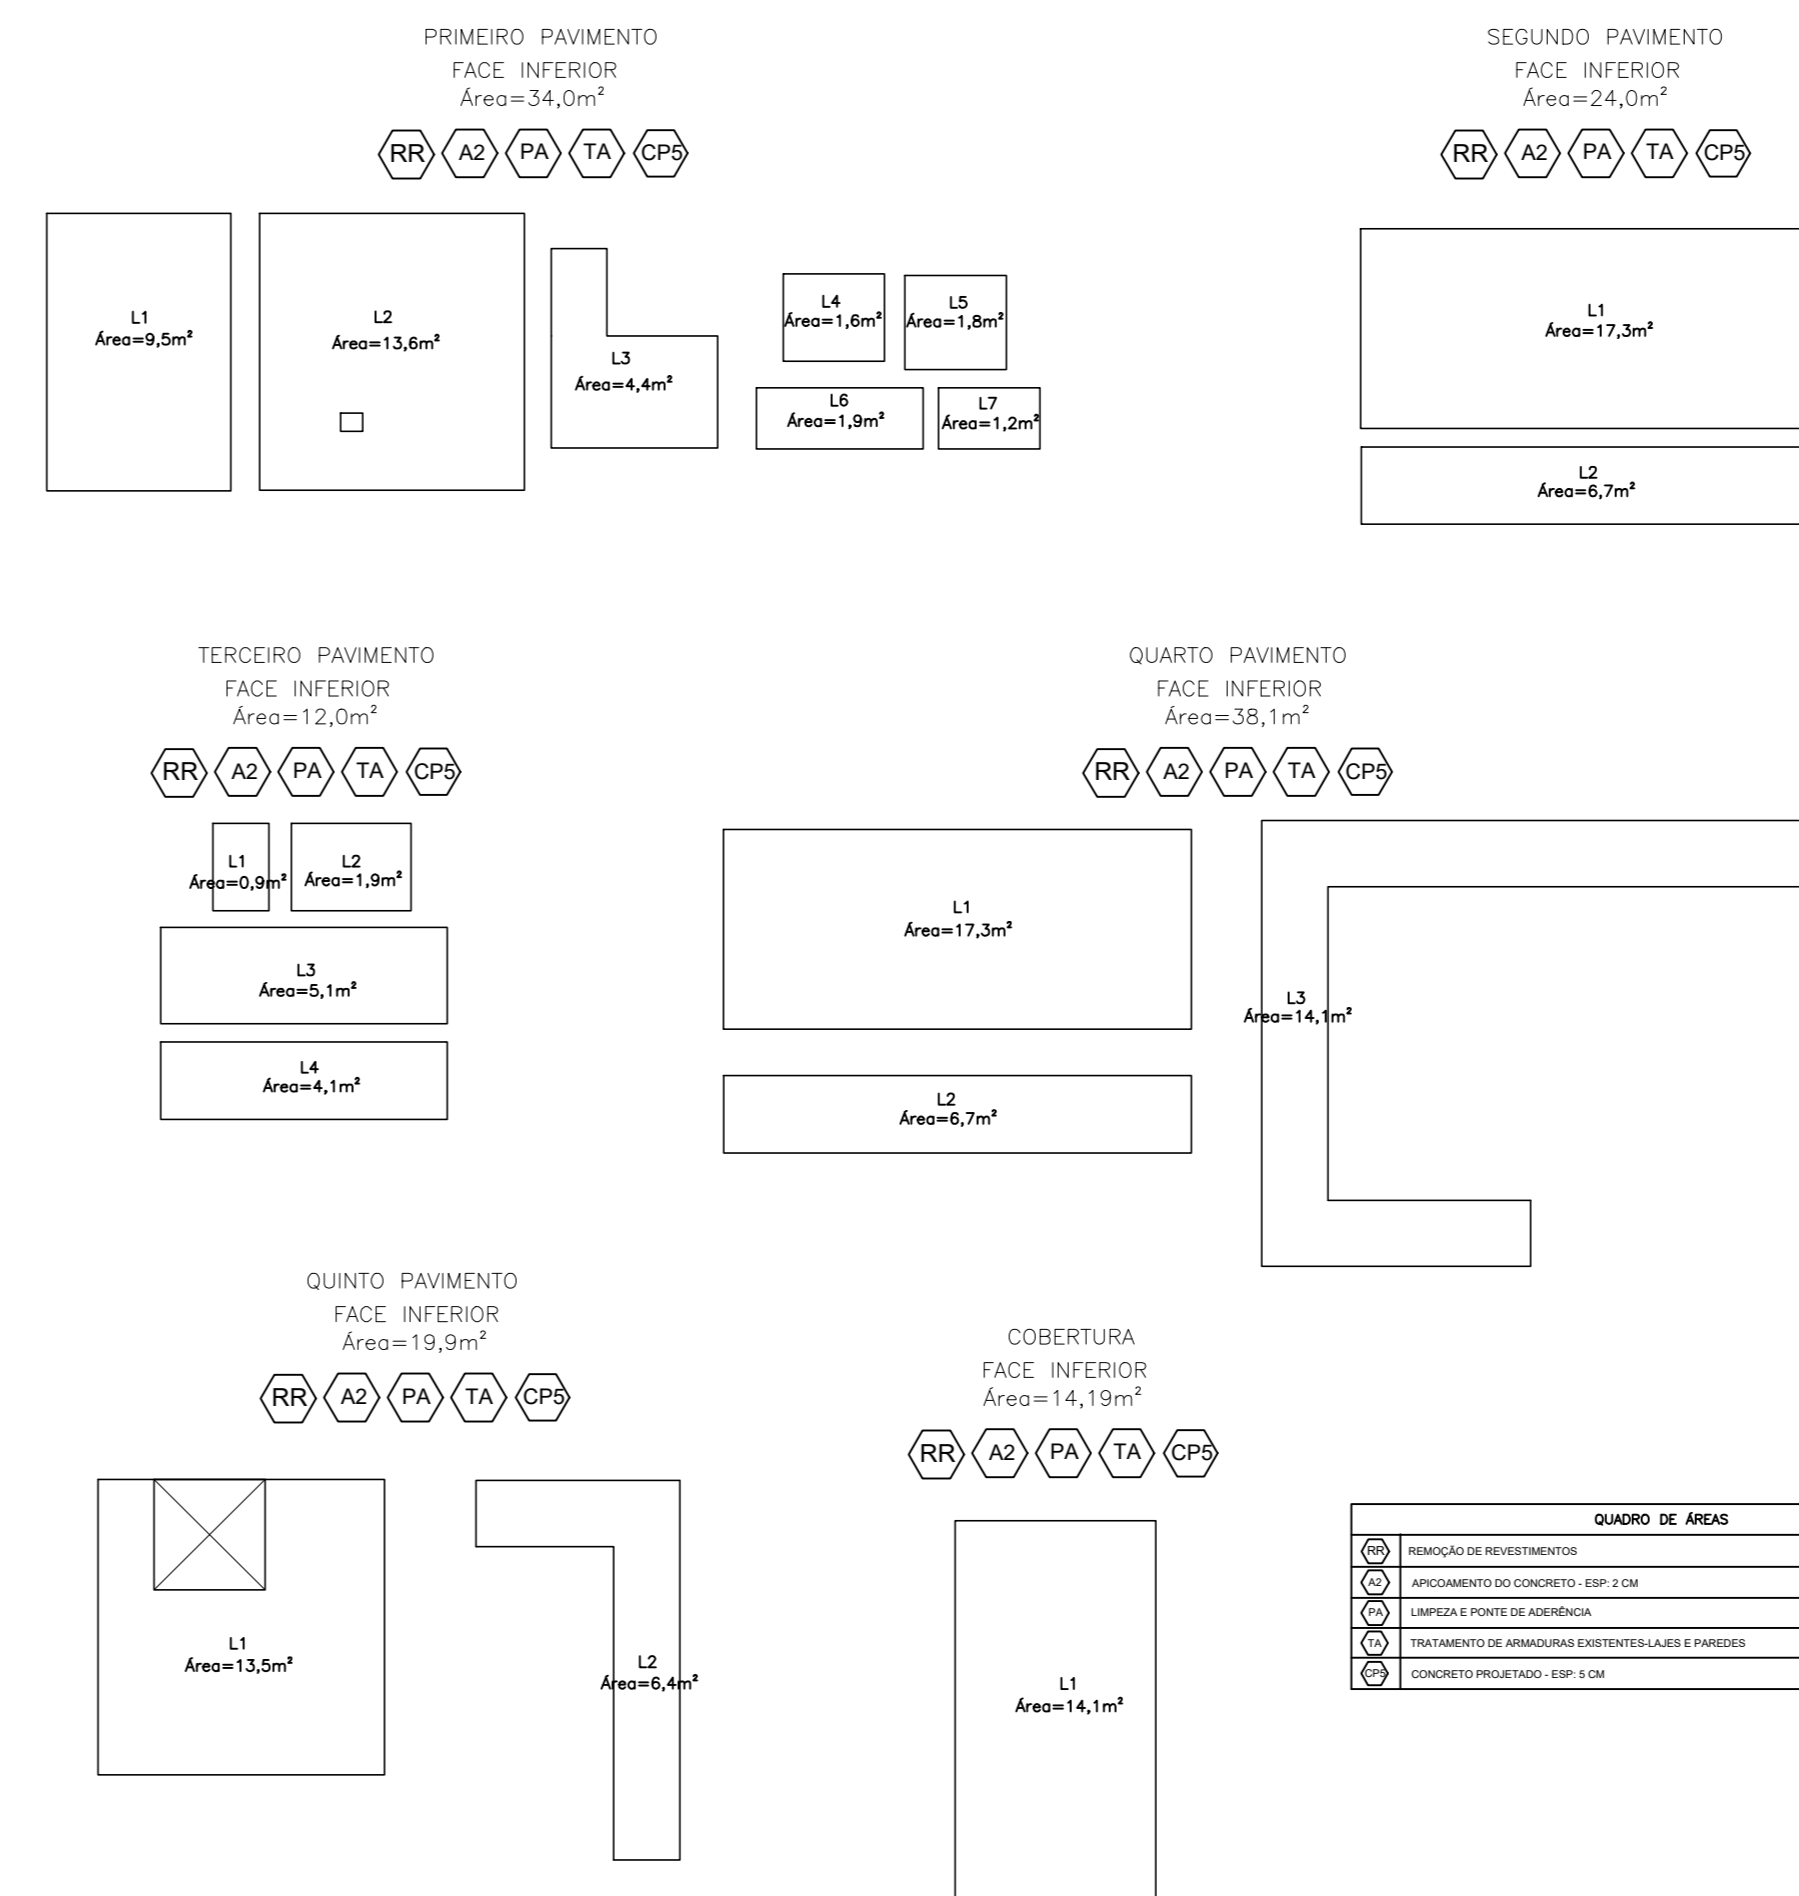 PRIMEIRO PAVIMENTO
FACE INFERIOR
Área=34,0m²
RR A2 PA TA CP5
L1
Área=9,5m²
L2
Área=13,6m²
L3
Área=4,4m²
L4
Área=1,6m²
L5
Área=1,8m²
L6
Área=1,9m²
L7
Área=1,2m²
SEGUNDO PAVIMENTO
FACE INFERIOR
Área=24,0m²
RR A2 PA TA CP5
L1
Área=17,3m²
L2
Área=6,7m²
TERCEIRO PAVIMENTO
FACE INFERIOR
Área=12,0m²
RR A2 PA TA CP5
L1
Área=0,9m²
L2
Área=1,9m²
L3
Área=5,1m²
L4
Área=4,1m²
QUARTO PAVIMENTO
FACE INFERIOR
Área=38,1m²
RR A2 PA TA CP5
L1
Área=17,3m²
L2
Área=6,7m²
L3
Área=14,1m²
QUINTO PAVIMENTO
FACE INFERIOR
Área=19,9m²
RR A2 PA TA CP5
L1
Área=13,5m²
L2
Área=6,4m²
COBERTURA
FACE INFERIOR
Área=14,19m²
RR A2 PA TA CP5
L1
Área=14,1m²
QUADRO DE ÁREAS
RR REMOÇÃO DE REVESTIMENTOS
A2 APICOAMENTO DO CONCRETO - ESP: 2 CM
PA LIMPEZA E PONTE DE ADERÊNCIA
TA TRATAMENTO DE ARMADURAS EXISTENTES-LAJES E PAREDES
CP5 CONCRETO PROJETADO - ESP: 5 CM